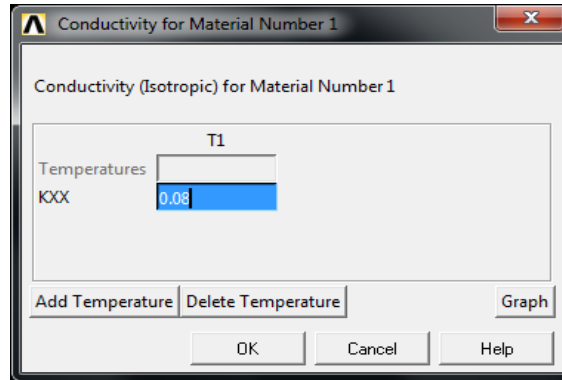 Conductivity for Material Number 1
Conductivity (Isotropic) for Material Number 1
T1
Temperatures
KXX 0.08
Add Temperature Delete Temperature Graph
OK Cancel Help